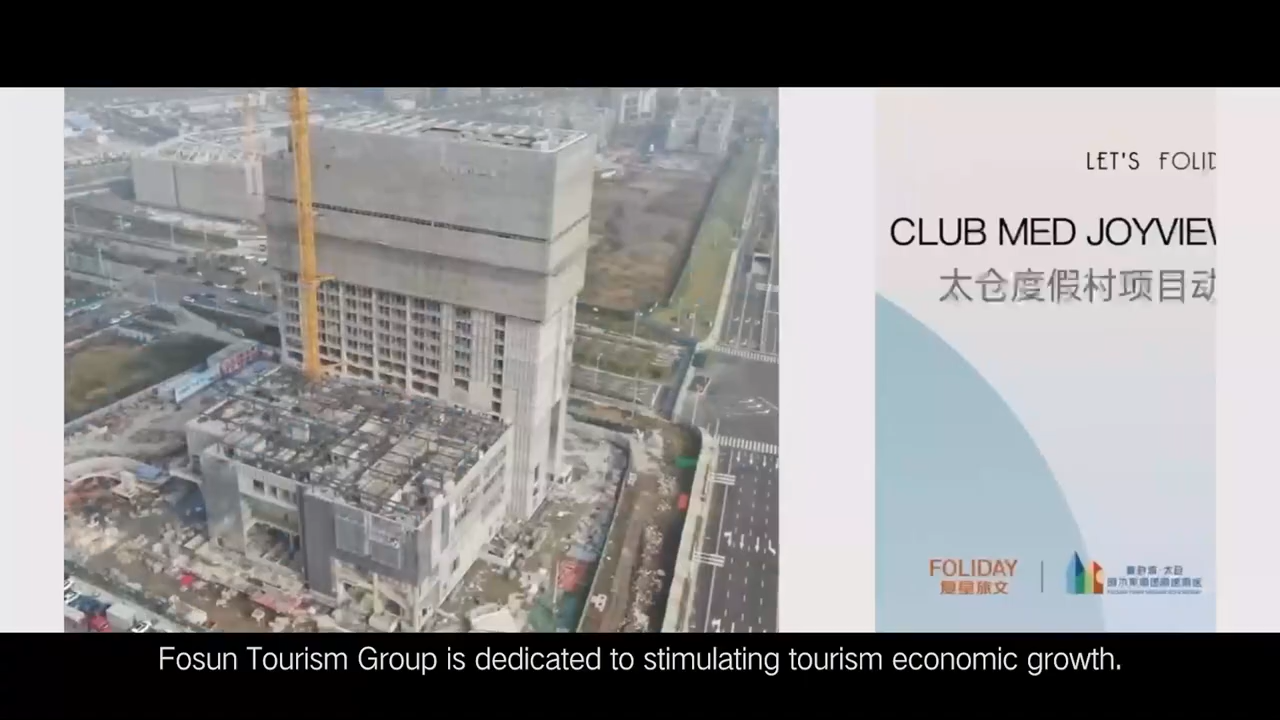 LET'S FOLID
CLUB MED JOYVIEW
太仓度假村项目动
FOLIDAY
复星旅文
Fosun Tourism Group is dedicated to stimulating tourism economic growth.